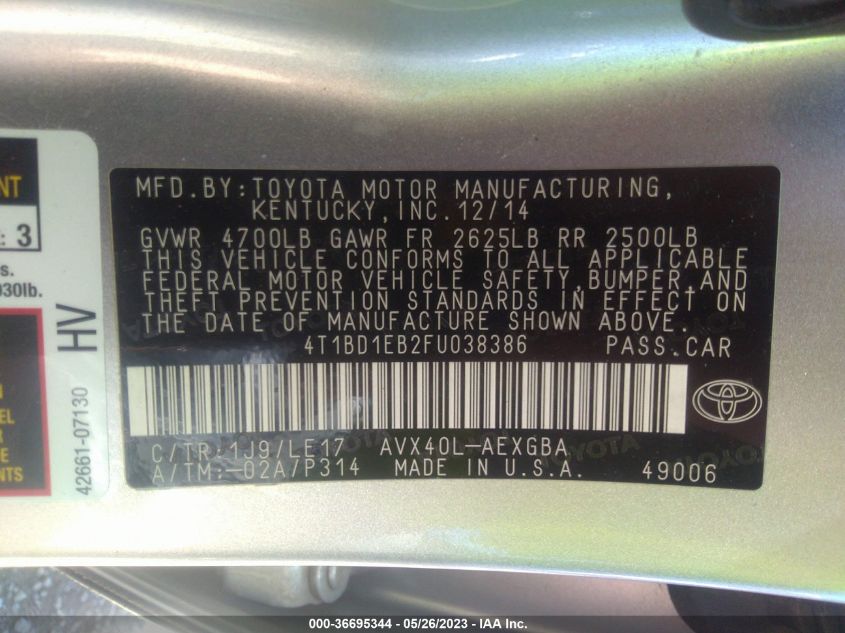 NT
: 3
s.
030lb.
HV
42661-07130
EL
OR
E
NTS
MFD.BY:TOYOTA MOTOR MANUFACTURING,
KENTUCKY,INC.12/14
GVWR 4700LB GAWR FR 2625LB RR 2500LB
THIS VEHICLE CONFORMS TO ALL APPLICABLE
FEDERAL MOTOR VEHICLE SAFETY,BUMPER,AND
THEFT PREVENTION STANDARDS IN EFFECT ON
THE DATE OF MANUFACTURE SHOWN ABOVE.
4T1BD1EB2FU038386 PASS.CAR
C/TR:1J9/LE17 AVX40L-AEXGBA
A/TM:-02A/P314 MADE IN U.S.A. 49006
000-36695344 - 05/26/2023 - IAA Inc.